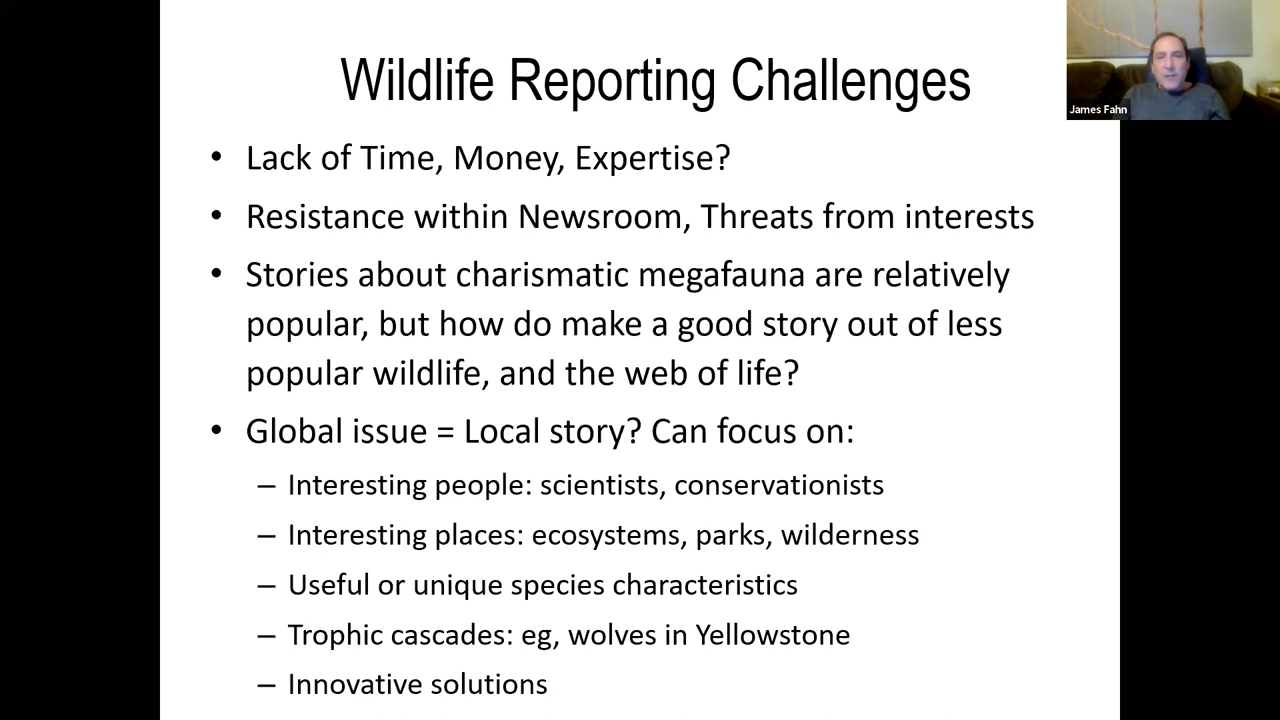 Wildlife Reporting Challenges
James Fahn
• Lack of Time, Money, Expertise?
• Resistance within Newsroom, Threats from interests
• Stories about charismatic megafauna are relatively
popular, but how do make a good story out of less
popular wildlife, and the web of life?
• Global issue = Local story? Can focus on:
– Interesting people: scientists, conservationists
– Interesting places: ecosystems, parks, wilderness
– Useful or unique species characteristics
– Trophic cascades: eg, wolves in Yellowstone
– Innovative solutions